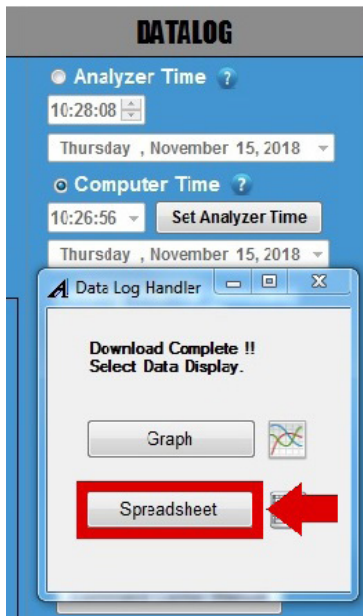 DATALOG
Analyzer Time ?
10:28:08
Thursday , November 15, 2018
Computer Time ?
10:26:56 Set Analyzer Time
Thursday , November 15, 2018
Data Log Handler
Download Complete !!
Select Data Display.
Graph
Spreadsheet